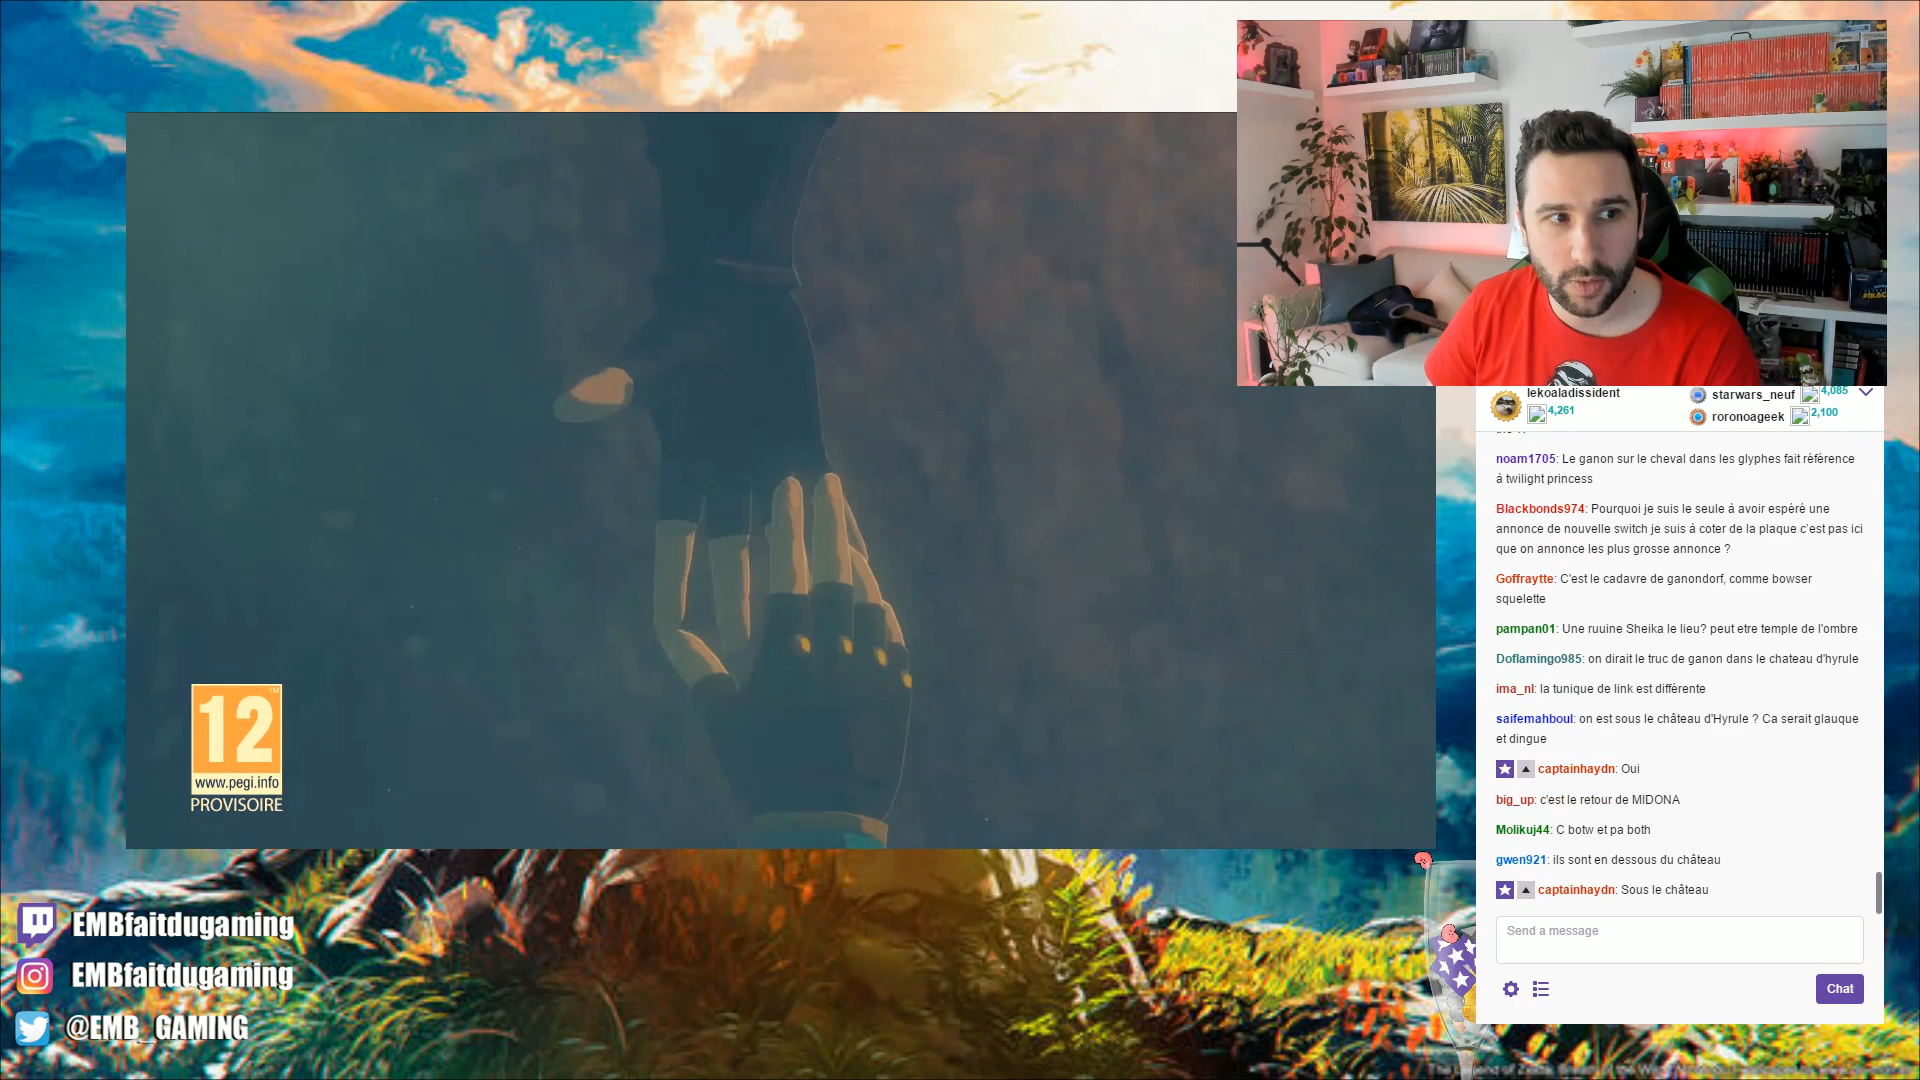 12
www.pegi.info
PROVISOIRE
EMBfaitdugaming
EMBfaitdugaming
@EMB_GAMING
lekoaladissident
4,261
starwars_neuf 4,085
roronoageek 2,100
noam1705: Le ganon sur le cheval dans les glyphes fait référence
à twilight princess
Blackbonds974: Pourquoi je suis le seule à avoir espéré une
annonce de nouvelle switch je suis à coter de la plaque c'est pas ici
que on annonce les plus grosse annonce ?
Goffraytte: C'est le cadavre de ganondorf, comme bowser
squelette
pampan01: Une ruuine Sheika le lieu? peut etre temple de l'ombre
Doflamingo985: on dirait le truc de ganon dans le chateau d'hyrule
ima_nl: la tunique de link est différente
saifemahboul: on est sous le château d'Hyrule ? Ca serait glauque
et dingue
captainhaydn: Oui
big_up: c'est le retour de MIDONA
Molikuj44: C botw et pa both
gwen921: ils sont en dessous du château
captainhaydn: Sous le château
Send a message
Chat